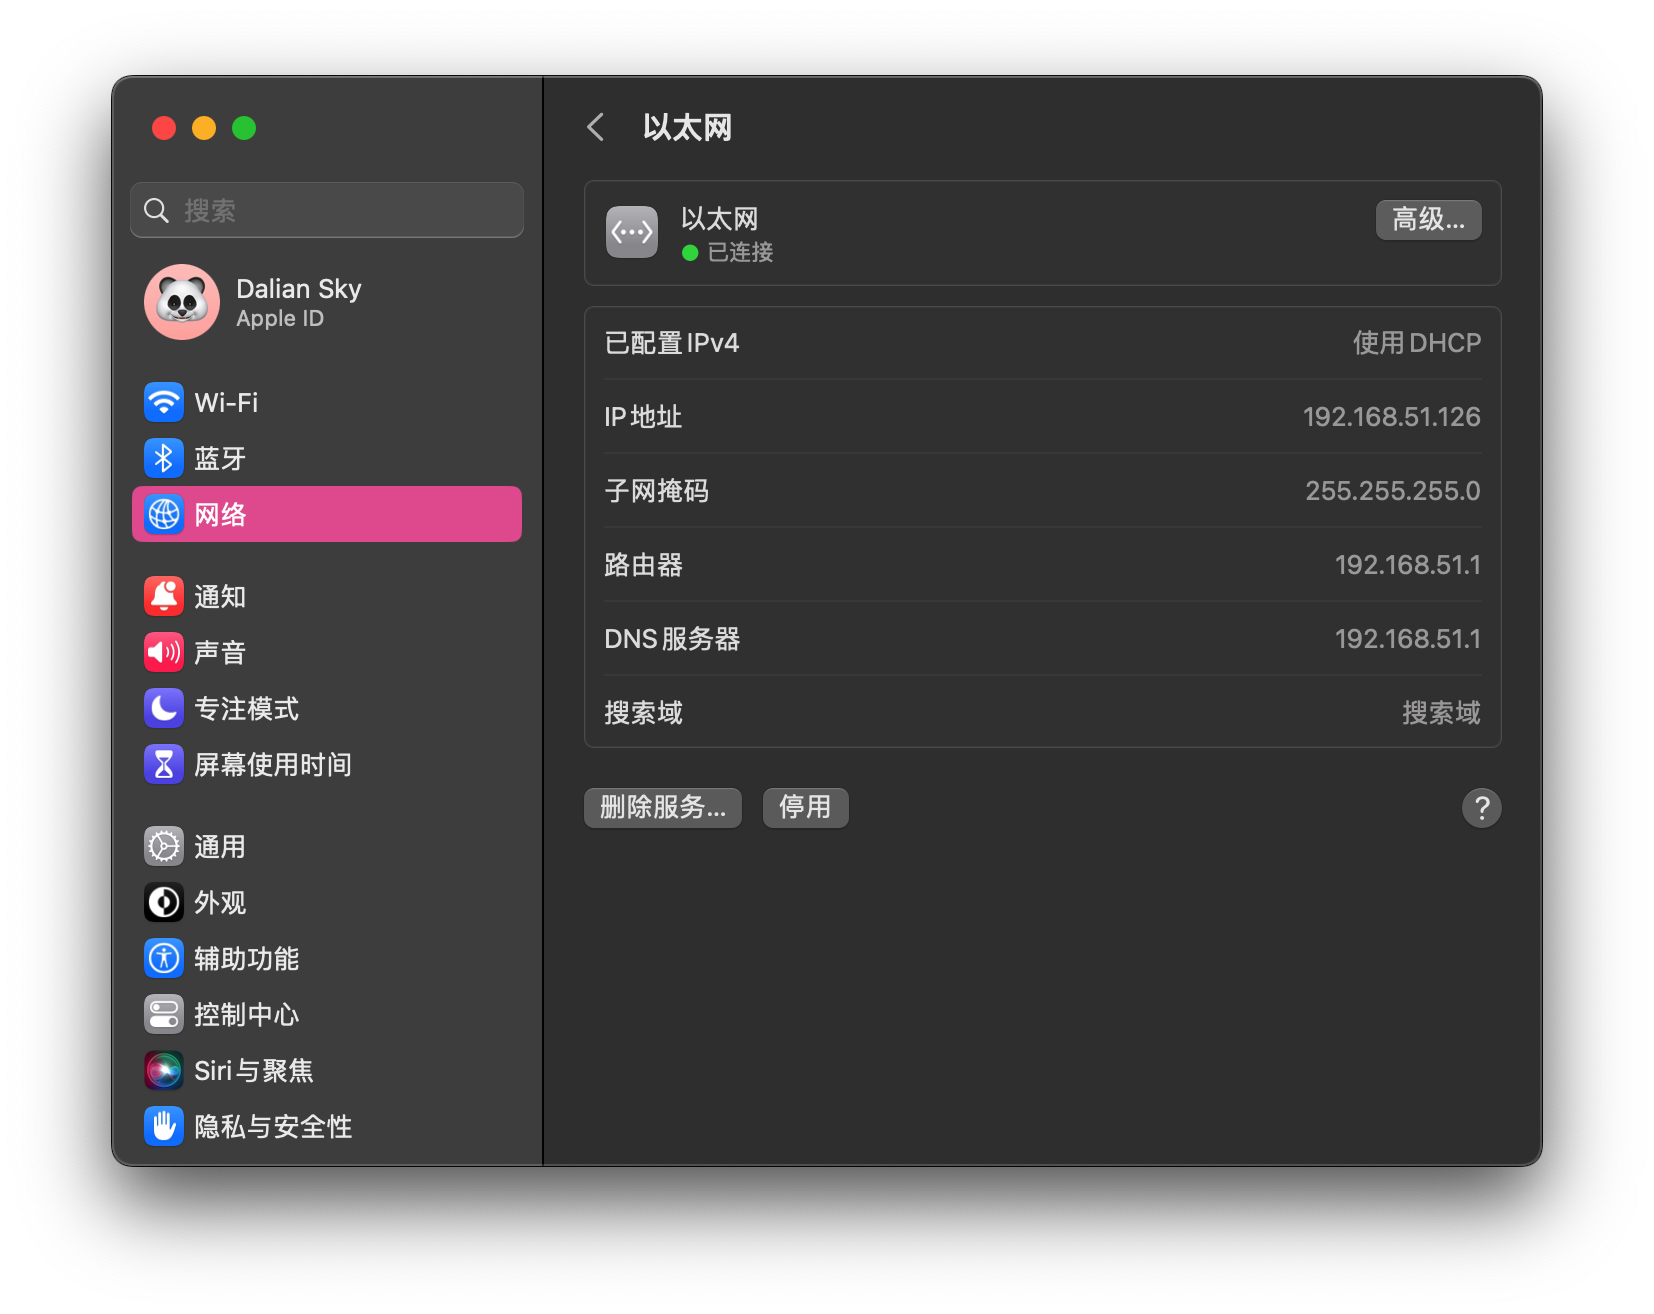 搜索
Dalian Sky
Apple ID
Wi-Fi
蓝牙
网络
通知
声音
专注模式
屏幕使用时间
通用
外观
辅助功能
控制中心
Siri与聚焦
隐私与安全性
以太网
以太网
已连接
高级...
已配置IPv4 使用DHCP
IP地址 192.168.51.126
子网掩码 255.255.255.0
路由器 192.168.51.1
DNS服务器 192.168.51.1
搜索域 搜索域
删除服务... 停用 ?